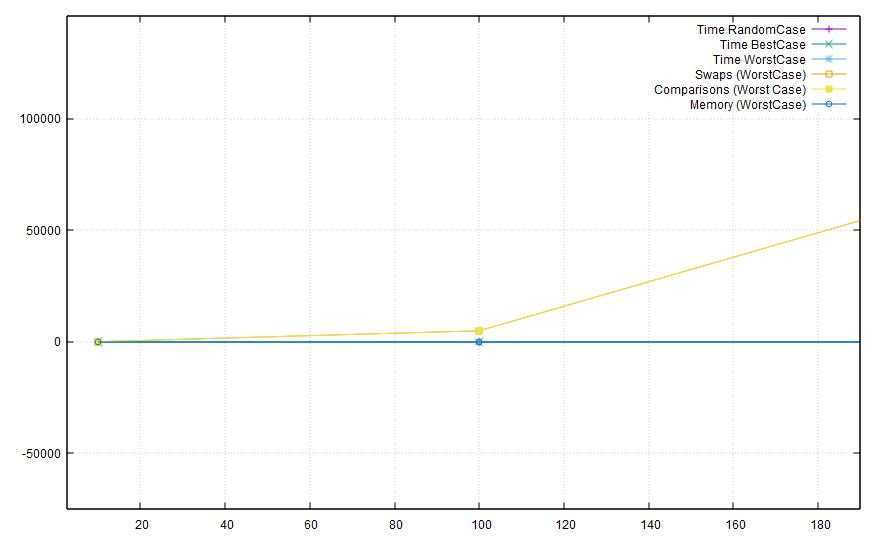 Time RandomCase
Time BestCase
Time WorstCase
Swaps (WorstCase)
Comparisons (Worst Case)
Memory (WorstCase)
100000
50000
0
-50000
20 40 60 80 100 120 140 160 180